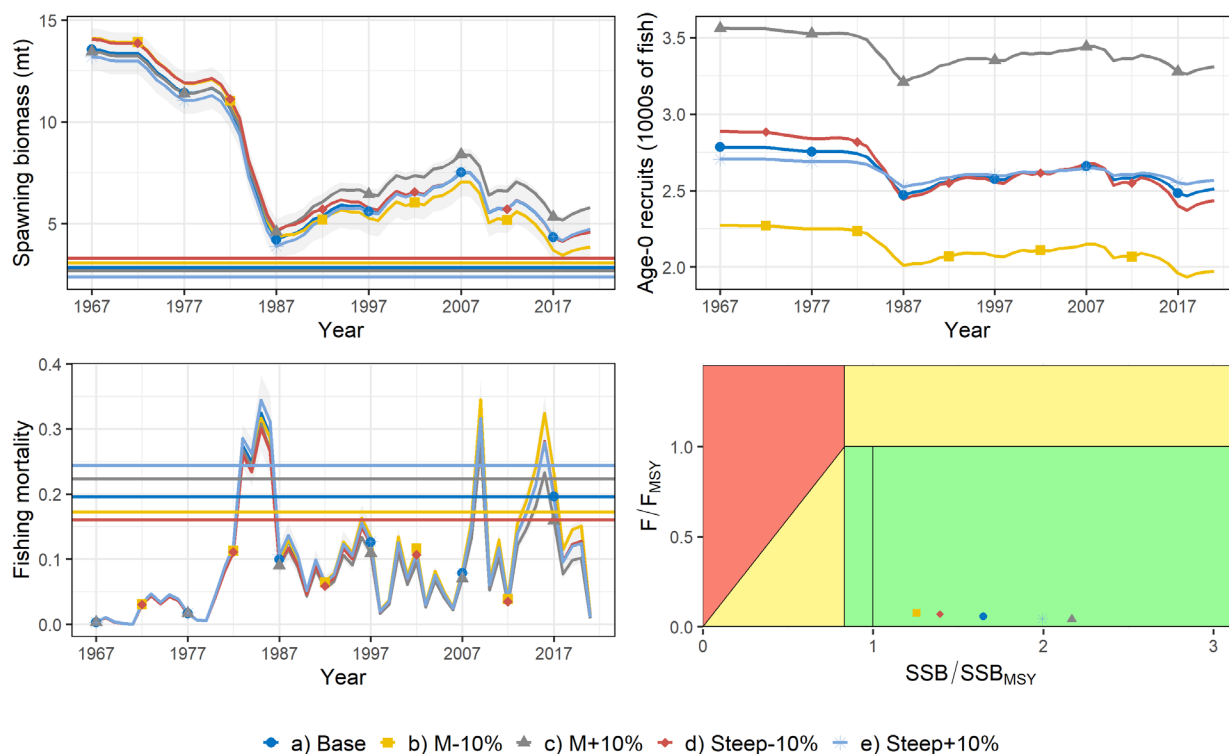 Spawning biomass (mt)
15
10
5
1967 1977 1987 1997 2007 2017
Year
Age-0 recruits (1000s of fish)
3.5
3.0
2.5
2.0
1967 1977 1987 1997 2007 2017
Year
Fishing mortality
0.4
0.3
0.2
0.1
0.0
1967 1977 1987 1997 2007 2017
Year
F/FMSY
1.0
0.5
0.0
0 1 2 3
SSB/SSBMSY
a) Base b) M-10% c) M+10% d) Steep-10% e) Steep+10%